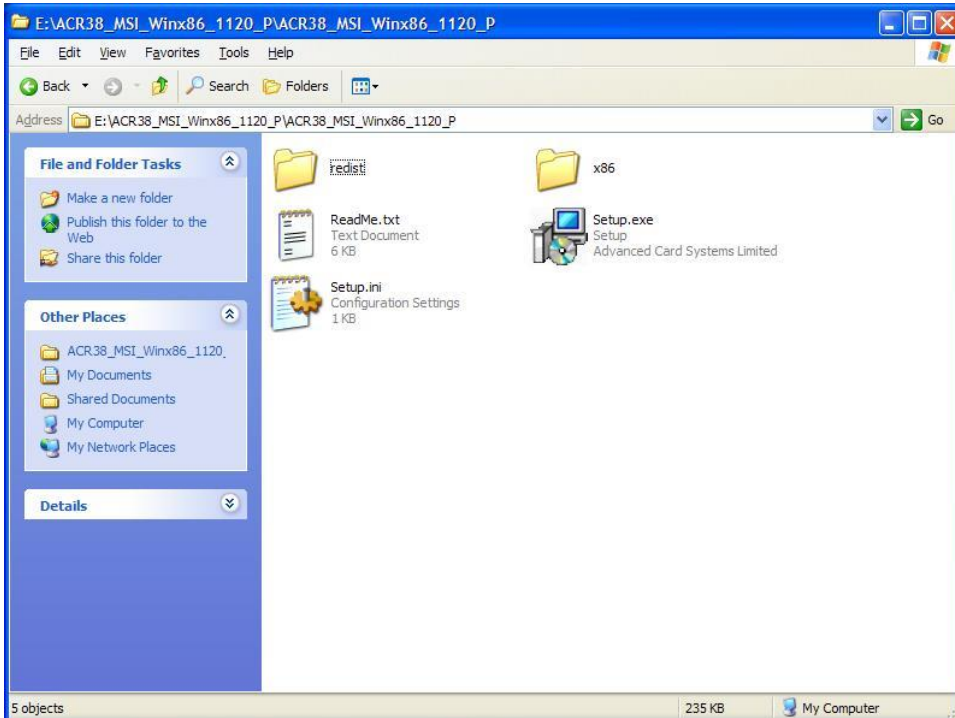 E:\ACR38_MSI_Winx86_1120_P\ACR38_MSI_Winx86_1120_P
File Edit View Favorites Tools Help
Back Search Folders
Address E:\ACR38_MSI_Winx86_1120_P\ACR38_MSI_Winx86_1120_P Go
File and Folder Tasks
Make a new folder
Publish this folder to the
Web
Share this folder
Other Places
ACR38_MSI_Winx86_1120_
My Documents
Shared Documents
My Computer
My Network Places
Details
redist
x86
ReadMe.txt
Text Document
6 KB
Setup.exe
Setup
Advanced Card Systems Limited
Setup.ini
Configuration Settings
1 KB
5 objects 235 KB My Computer